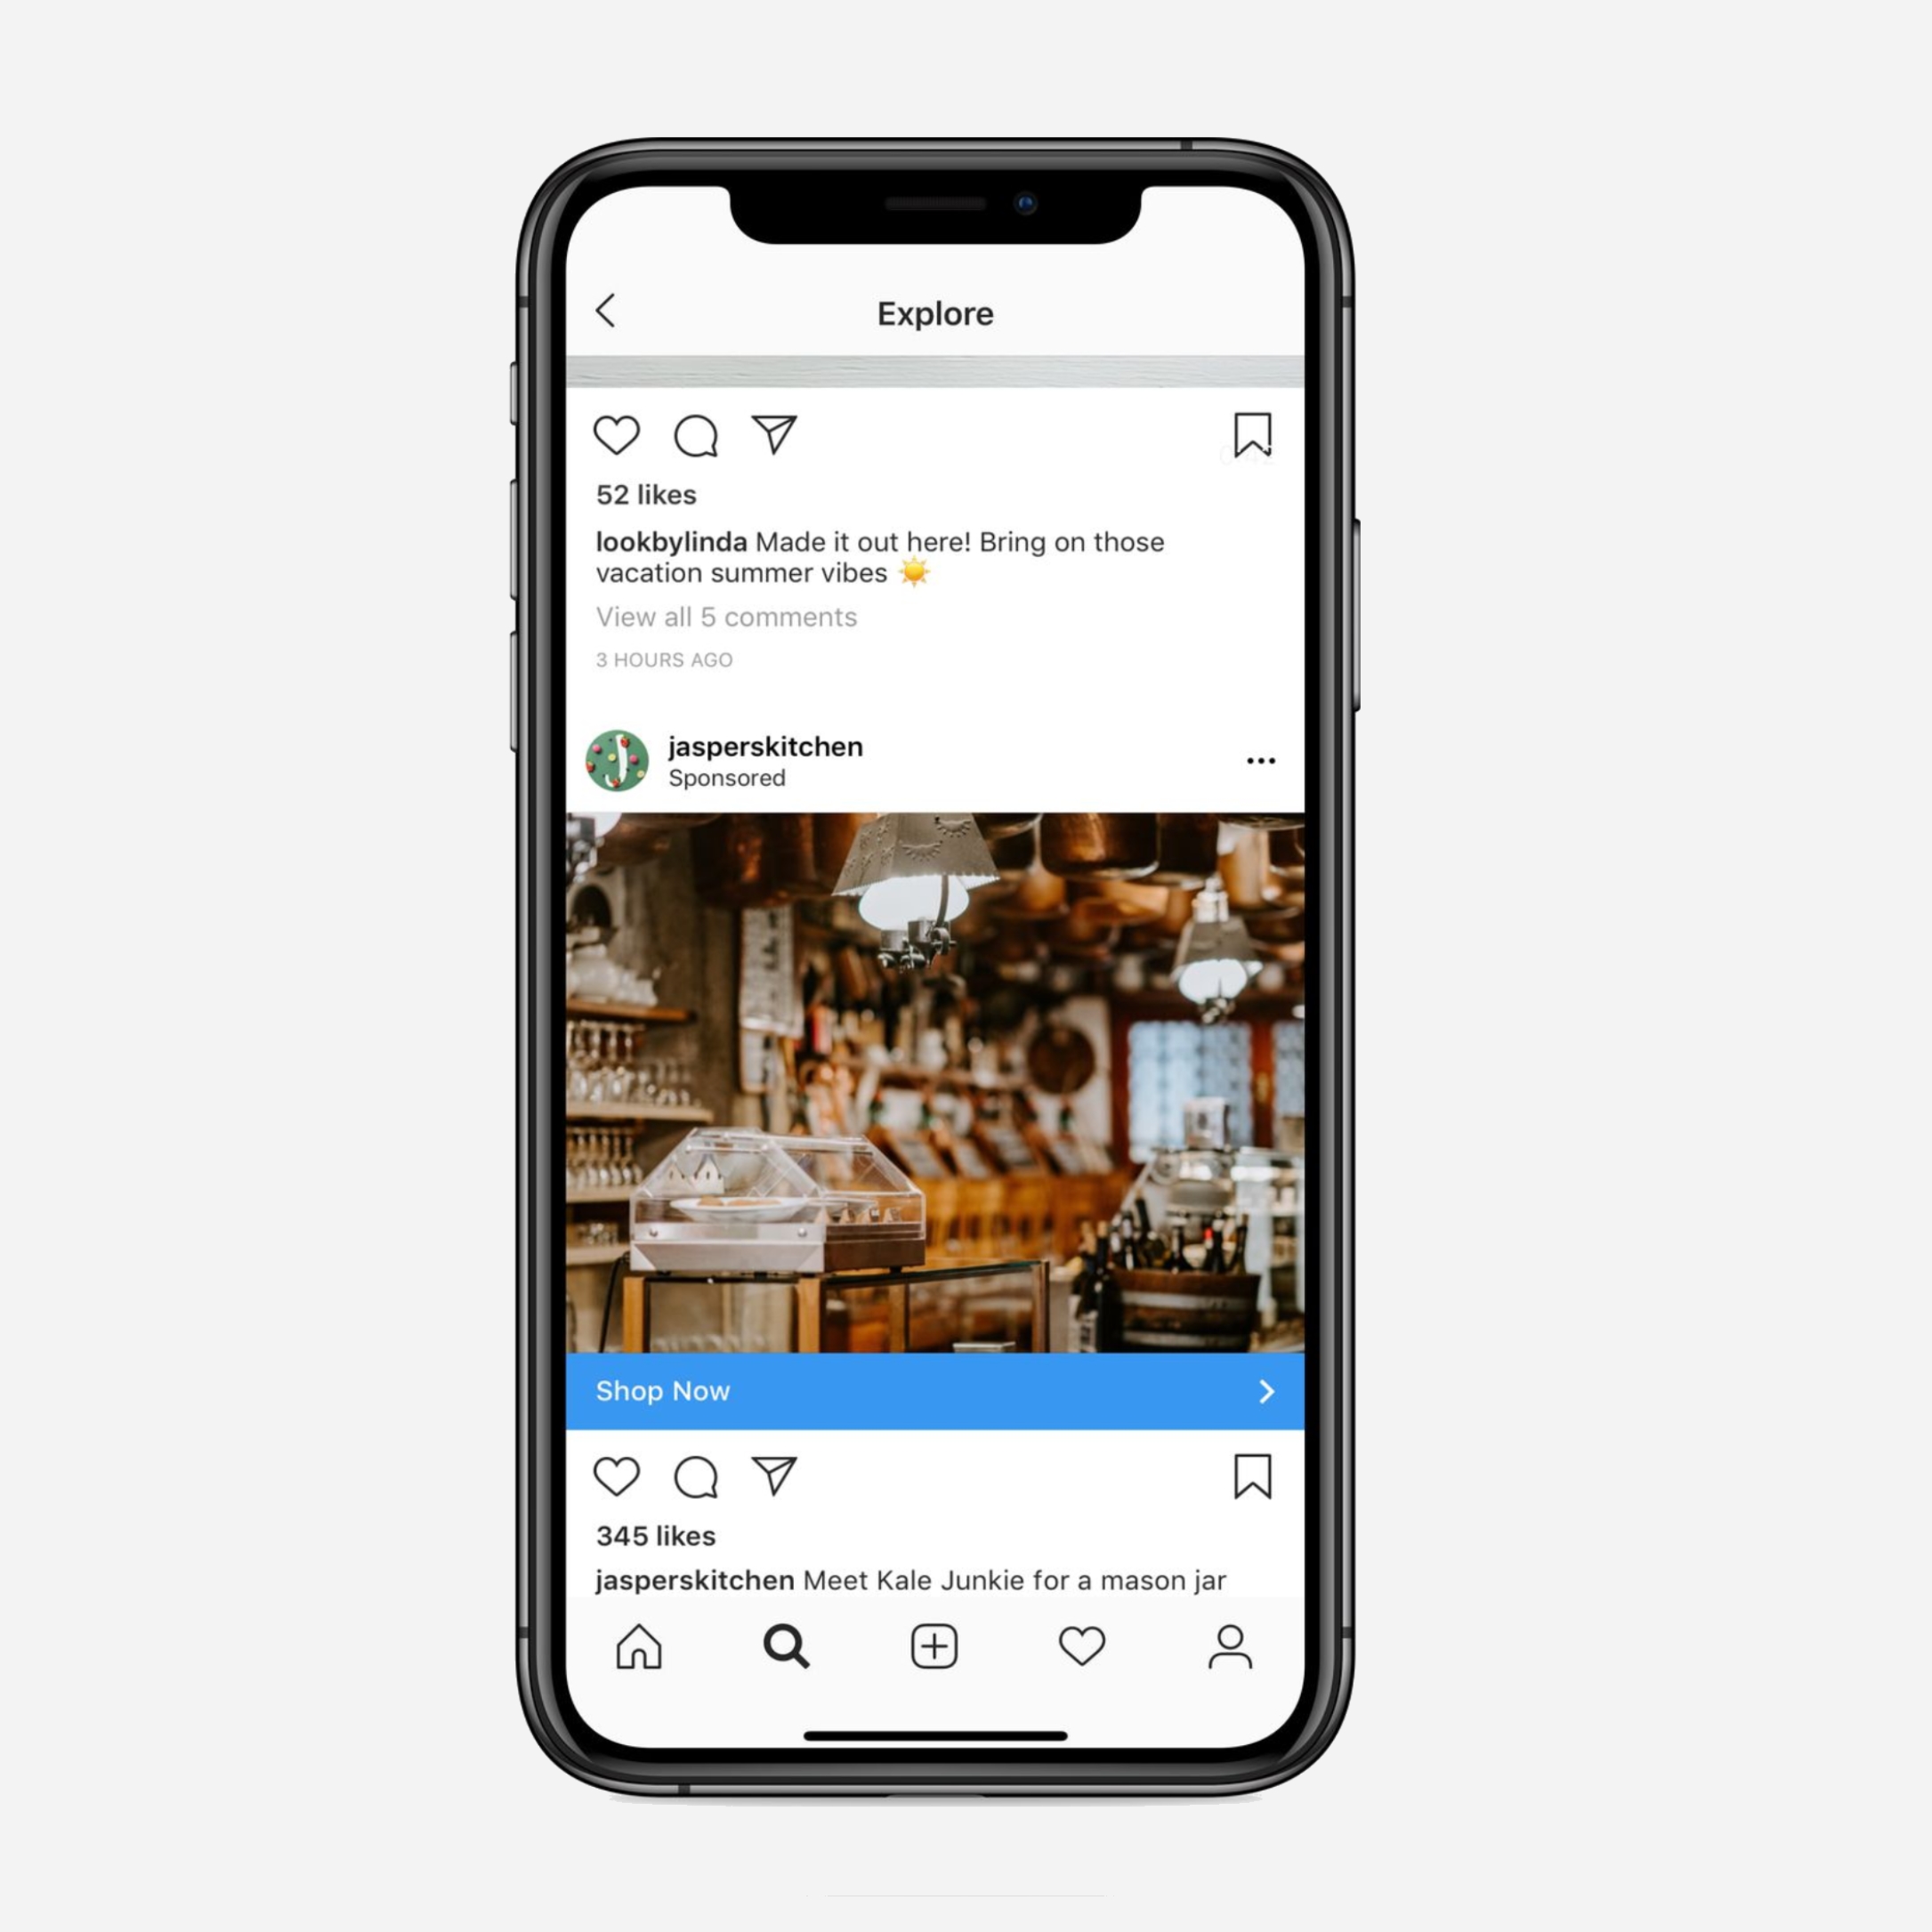 Explore
52 likes
lookbylinda Made it out here! Bring on those
vacation summer vibes ☀️
View all 5 comments
3 HOURS AGO
jasperskitchen
Sponsored
Shop Now
345 likes
jasperskitchen Meet Kale Junkie for a mason jar